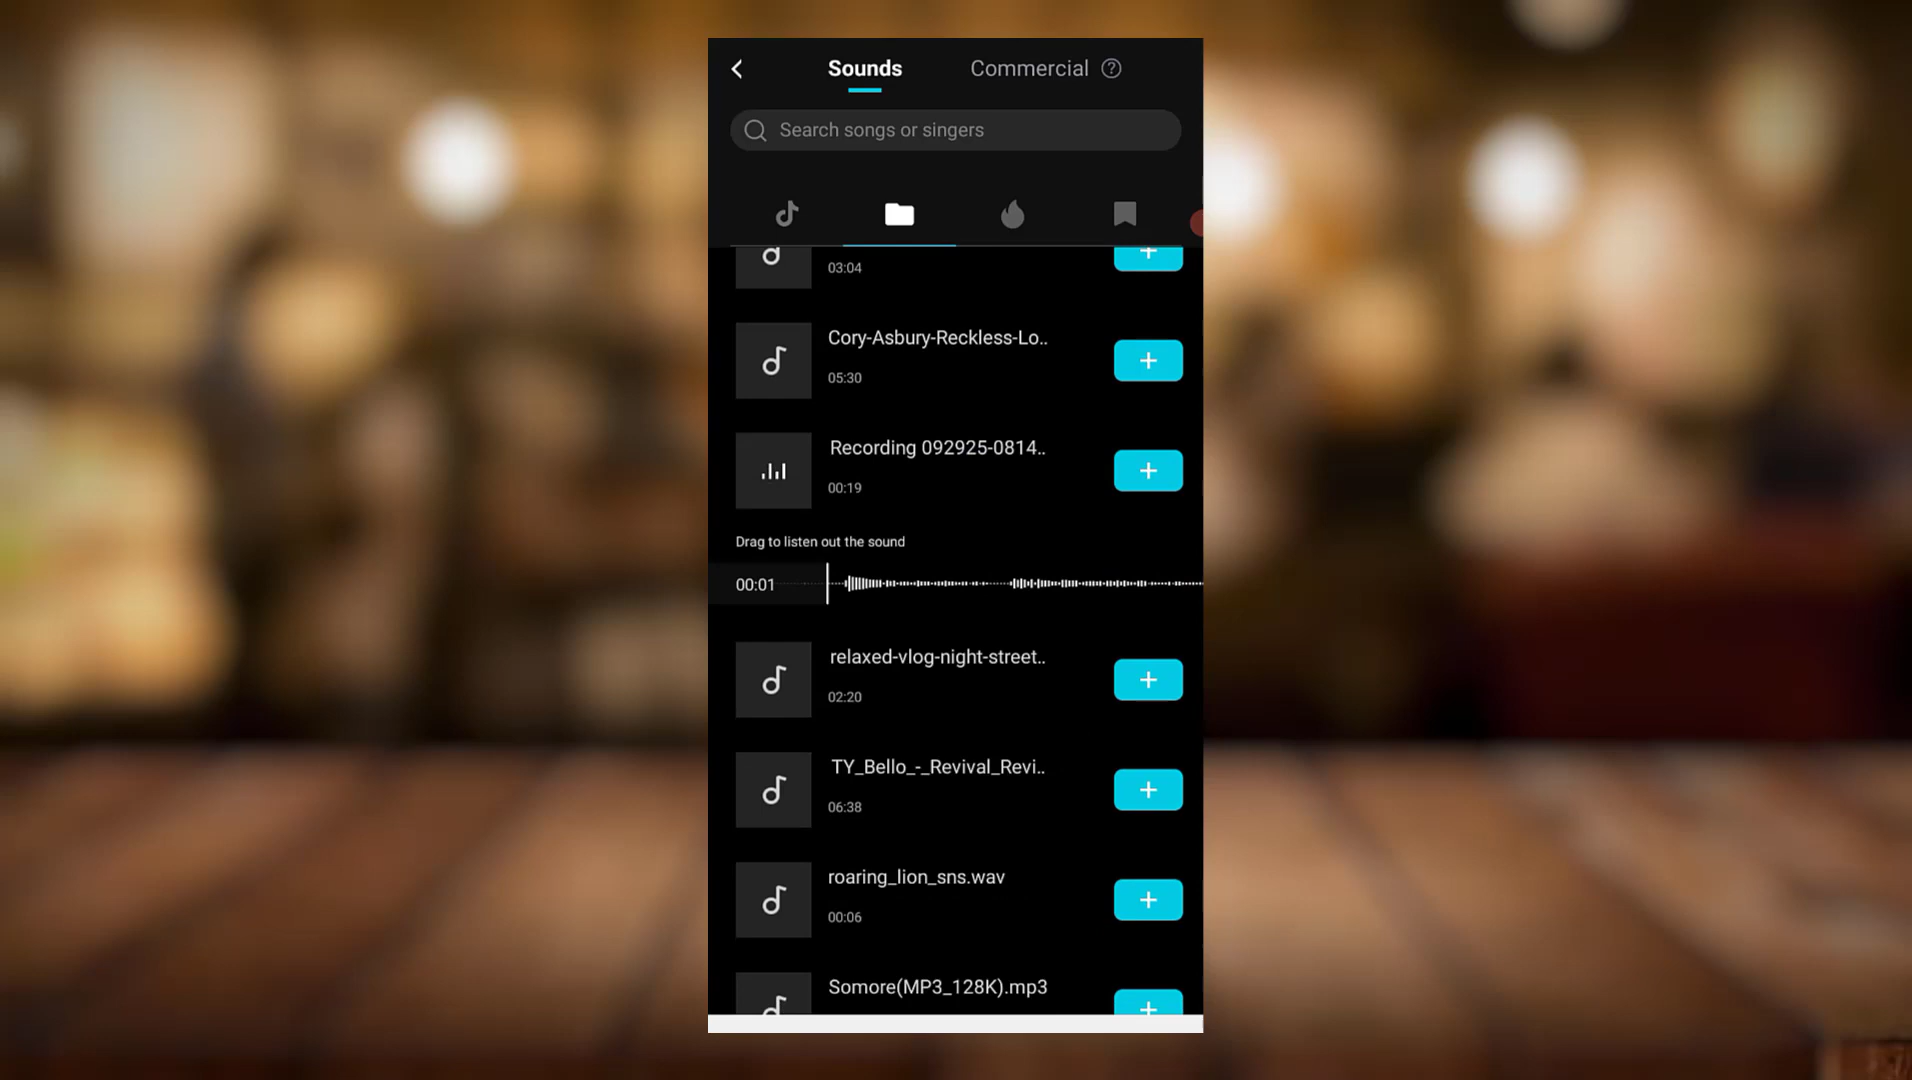 Sounds Commercial ?
Search songs or singers
03:04
Cory-Asbury-Reckless-Lo..
05:30
Recording 092925-0814..
00:19
Drag to listen out the sound
00:01
relaxed-vlog-night-street..
02:20
TY_Bello_-_Revival_Revi..
06:38
roaring_lion_sns.wav
00:06
Somore(MP3_128K).mp3